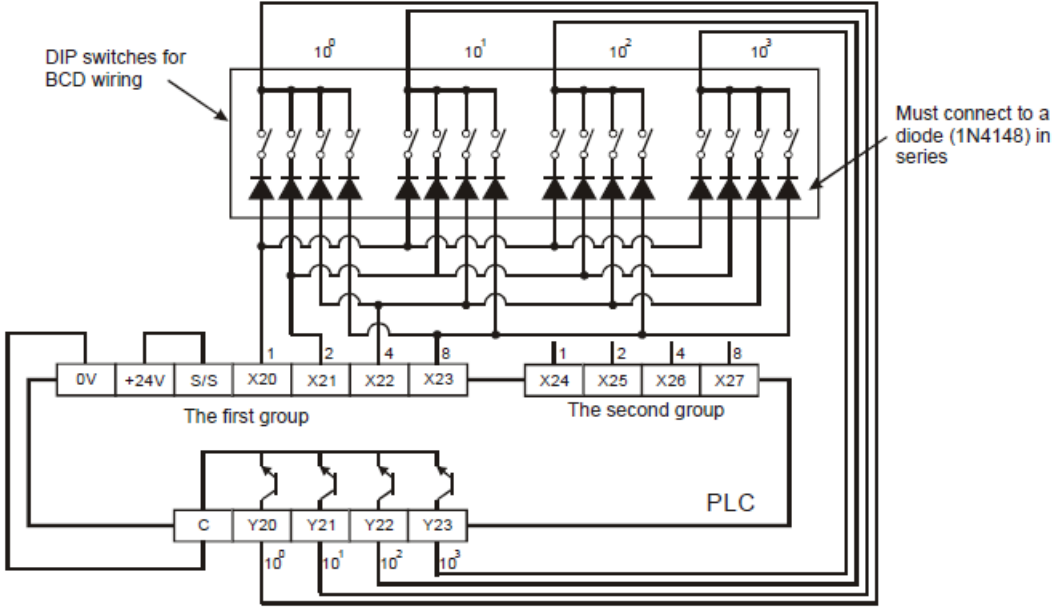 DIP switches for
BCD wiring
10⁰
10¹
10²
10³
Must connect to a
diode (1N4148) in
series
1
2
4
8
1
2
4
8
0V
+24V
S/S
X20
X21
X22
X23
X24
X25
X26
X27
The first group
The second group
PLC
C
Y20
Y21
Y22
Y23
10⁰
10¹
10²
10³